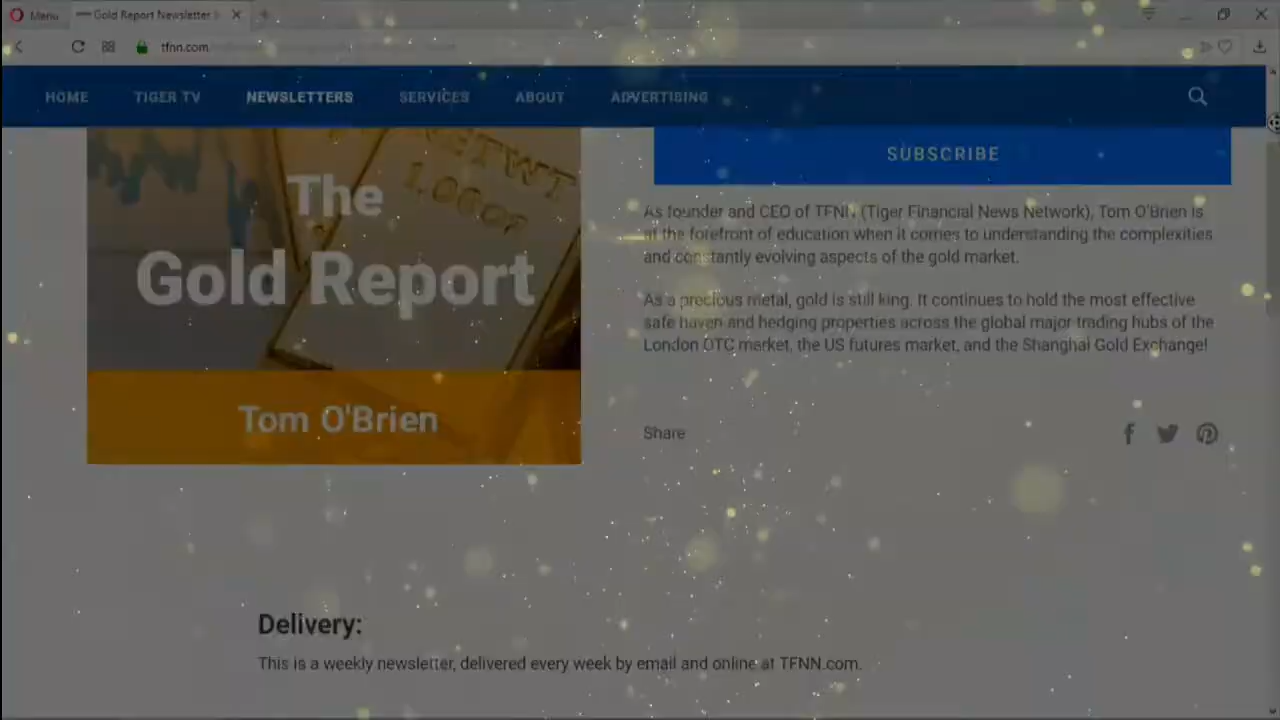 Menu
Gold Report Newsletter
tfnn.com
HOME TIGER TV NEWSLETTERS SERVICES ABOUT ADVERTISING
The
Gold Report
Tom O'Brien
SUBSCRIBE
As founder and CEO of TFNN (Tiger Financial News Network), Tom O'Brien is
at the forefront of education when it comes to understanding the complexities
and constantly evolving aspects of the gold market.
As a precious metal, gold is still king. It continues to hold the most effective
safe haven and hedging properties across the global major trading hubs of the
London OTC market, the US futures market, and the Shanghai Gold Exchange!
Share
Delivery:
This is a weekly newsletter, delivered every week by email and online at TFNN.com.